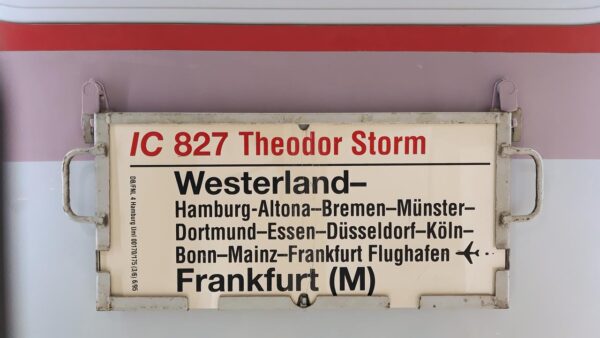 IC 827 Theodor Storm
Westerland–
Hamburg-Altona–Bremen–Münster–
Dortmund–Essen–Düsseldorf–Köln–
Bonn–Mainz–Frankfurt Flughafen
Frankfurt (M)